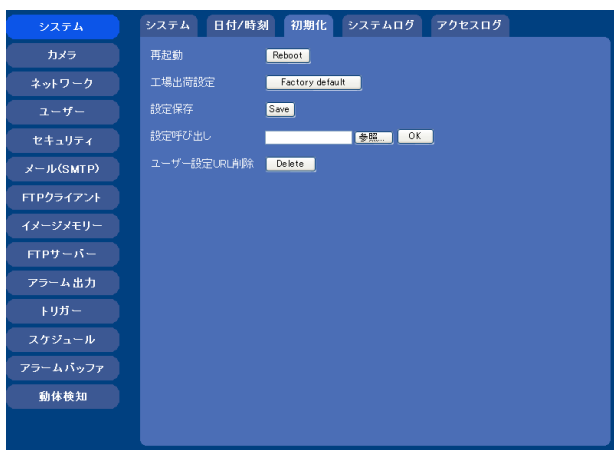 システム
カメラ
ネットワーク
ユーザー
セキュリティ
メール(SMTP)
FTPクライアント
イメージメモリー
FTPサーバー
アラーム出力
トリガー
スケジュール
アラームバッファ
動体検知
システム 日付/時刻 初期化 システムログ アクセスログ
再起動 Reboot
工場出荷設定 Factory default
設定保存 Save
設定呼び出し 参照... OK
ユーザー設定URL削除 Delete